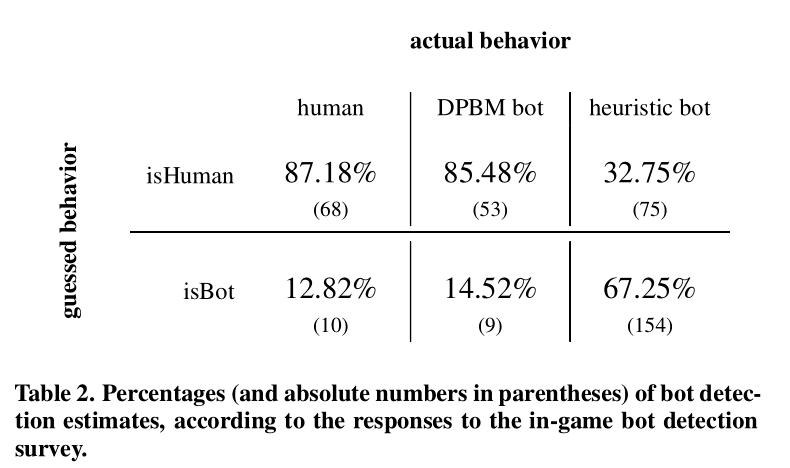 actual behavior
human DPBM bot heuristic bot
guessed behavior
isHuman 87.18% 85.48% 32.75%
(68) (53) (75)
isBot 12.82% 14.52% 67.25%
(10) (9) (154)
Table 2. Percentages (and absolute numbers in parentheses) of bot detec-
tion estimates, according to the responses to the in-game bot detection
survey.